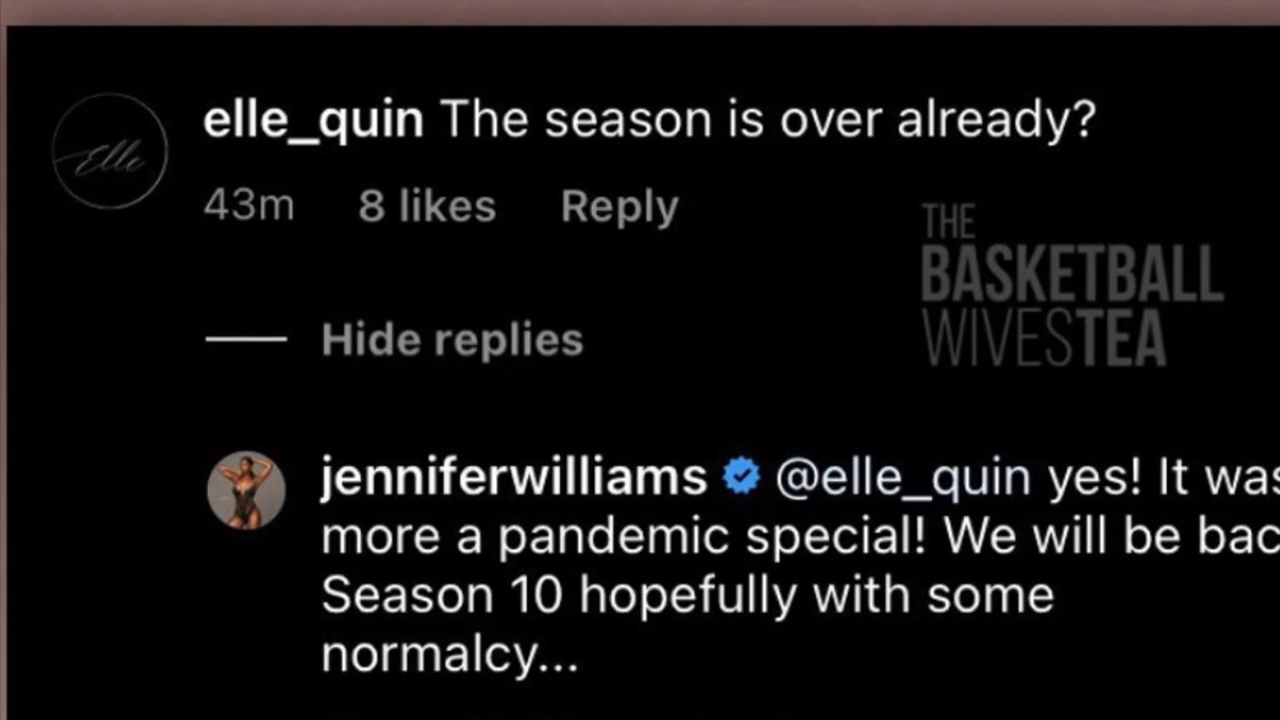 elle_quin The season is over already?
Elle
43m 8 likes Reply
THE
BASKETBALL
WIVESTEA
Hide replies
jenniferwilliams @elle_quin yes! It was
more a pandemic special! We will be bac
Season 10 hopefully with some
normalcy...